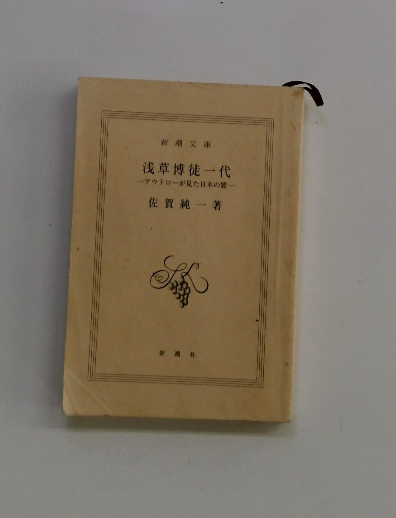 新潮文庫
浅草博徒一代
—アウトローが見た日本の闇—
佐賀純一著
新潮社